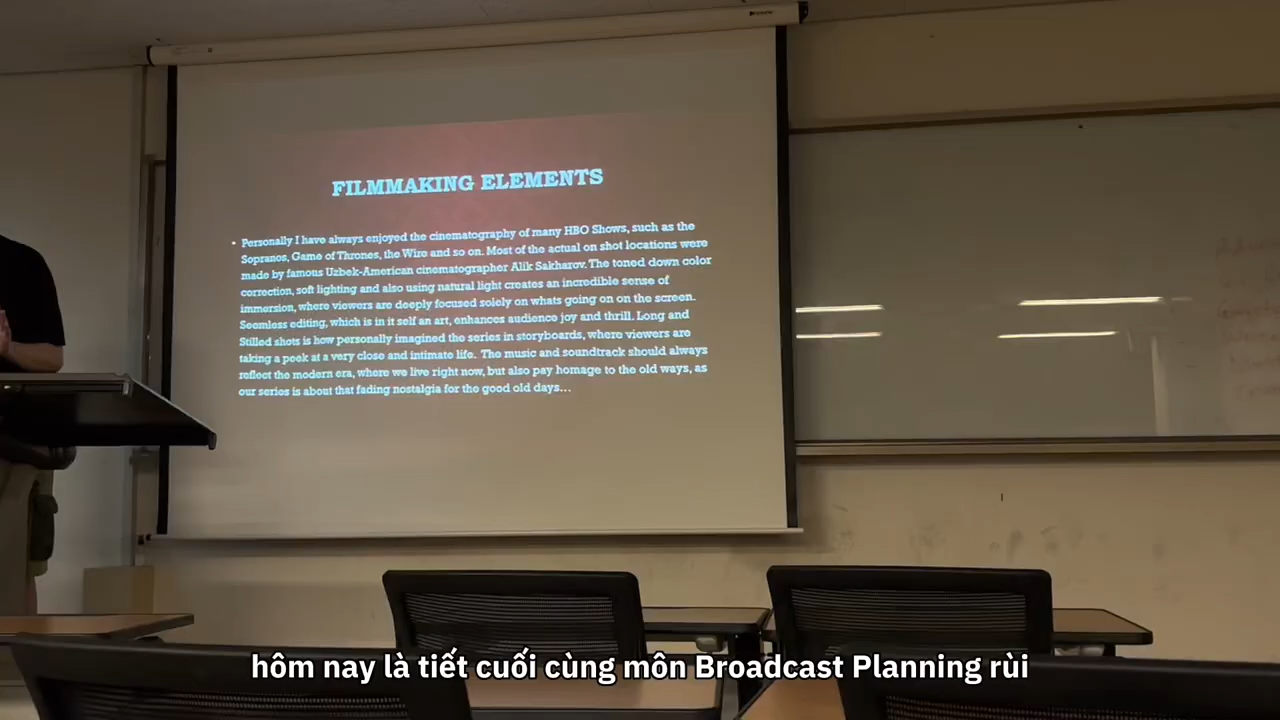 FILMMAKING ELEMENTS
• Personally I have always enjoyed the cinematography of many HBO Shows, such as the
Sopranos, Game of Thrones, the Wire and so on. Most of the actual on shot locations were
made by famous Uzbek-American cinematographer Alik Sakharov. The toned down color
correction, soft lighting and also using natural light creates an incredible sense of
immersion, where viewers are deeply focused solely on whats going on on the screen.
Seemless editing, which is in it self an art, enhances audience joy and thrill. Long and
Stilled shots is how personally imagined the series in storyboards, where viewers are
taking a peek at a very close and intimate life. The music and soundtrack should always
reflect the modern era, where we live right now, but also pay homage to the old ways, as
our series is about that fading nostalgia for the good old days...
hôm nay là tiết cuối cùng môn Broadcast Planning rùi